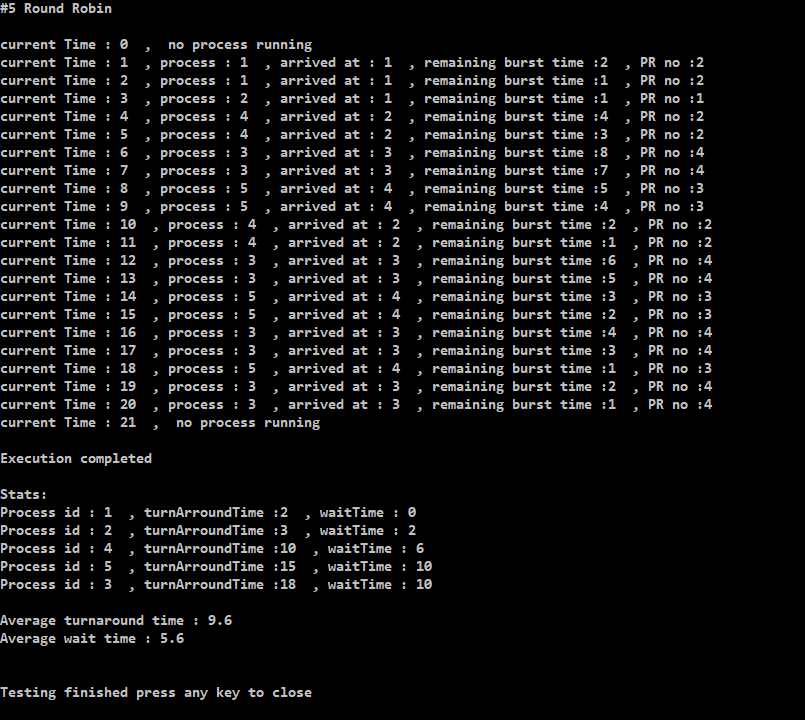 #5 Round Robin
current Time : 0  ,  no process running
current Time : 1  , process : 1  , arrived at : 1  , remaining burst time :2  , PR no :2
current Time : 2  , process : 1  , arrived at : 1  , remaining burst time :1  , PR no :2
current Time : 3  , process : 2  , arrived at : 1  , remaining burst time :1  , PR no :1
current Time : 4  , process : 4  , arrived at : 2  , remaining burst time :4  , PR no :2
current Time : 5  , process : 4  , arrived at : 2  , remaining burst time :3  , PR no :2
current Time : 6  , process : 3  , arrived at : 3  , remaining burst time :8  , PR no :4
current Time : 7  , process : 3  , arrived at : 3  , remaining burst time :7  , PR no :4
current Time : 8  , process : 5  , arrived at : 4  , remaining burst time :5  , PR no :3
current Time : 9  , process : 5  , arrived at : 4  , remaining burst time :4  , PR no :3
current Time : 10  , process : 4  , arrived at : 2  , remaining burst time :2  , PR no :2
current Time : 11  , process : 4  , arrived at : 2  , remaining burst time :1  , PR no :2
current Time : 12  , process : 3  , arrived at : 3  , remaining burst time :6  , PR no :4
current Time : 13  , process : 3  , arrived at : 3  , remaining burst time :5  , PR no :4
current Time : 14  , process : 5  , arrived at : 4  , remaining burst time :3  , PR no :3
current Time : 15  , process : 5  , arrived at : 4  , remaining burst time :2  , PR no :3
current Time : 16  , process : 3  , arrived at : 3  , remaining burst time :4  , PR no :4
current Time : 17  , process : 3  , arrived at : 3  , remaining burst time :3  , PR no :4
current Time : 18  , process : 5  , arrived at : 4  , remaining burst time :1  , PR no :3
current Time : 19  , process : 3  , arrived at : 3  , remaining burst time :2  , PR no :4
current Time : 20  , process : 3  , arrived at : 3  , remaining burst time :1  , PR no :4
current Time : 21  ,  no process running
Execution completed
Stats:
Process id : 1  , turnArroundTime :2  , waitTime : 0
Process id : 2  , turnArroundTime :3  , waitTime : 2
Process id : 4  , turnArroundTime :10  , waitTime : 6
Process id : 5  , turnArroundTime :15  , waitTime : 10
Process id : 3  , turnArroundTime :18  , waitTime : 10
Average turnaround time : 9.6
Average wait time : 5.6
Testing finished press any key to close